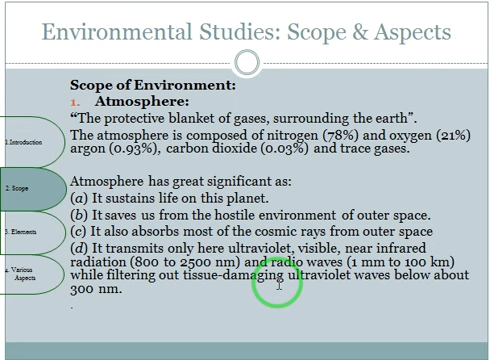 Environmental Studies: Scope & Aspects
Scope of Environment:
1. Atmosphere:
“The protective blanket of gases, surrounding the earth”.
The atmosphere is composed of nitrogen (78%) and oxygen (21%)
argon (0.93%), carbon dioxide (0.03%) and trace gases.
Atmosphere has great significant as:
(a) It sustains life on this planet.
(b) It saves us from the hostile environment of outer space.
(c) It also absorbs most of the cosmic rays from outer space
(d) It transmits only here ultraviolet, visible, near infrared
radiation (800 to 2500 nm) and radio waves (1 mm to 100 km)
while filtering out tissue-damaging ultraviolet waves below about
300 nm.
.
1.Introduction
2. Scope
3. Elements
4. Various
Aspects